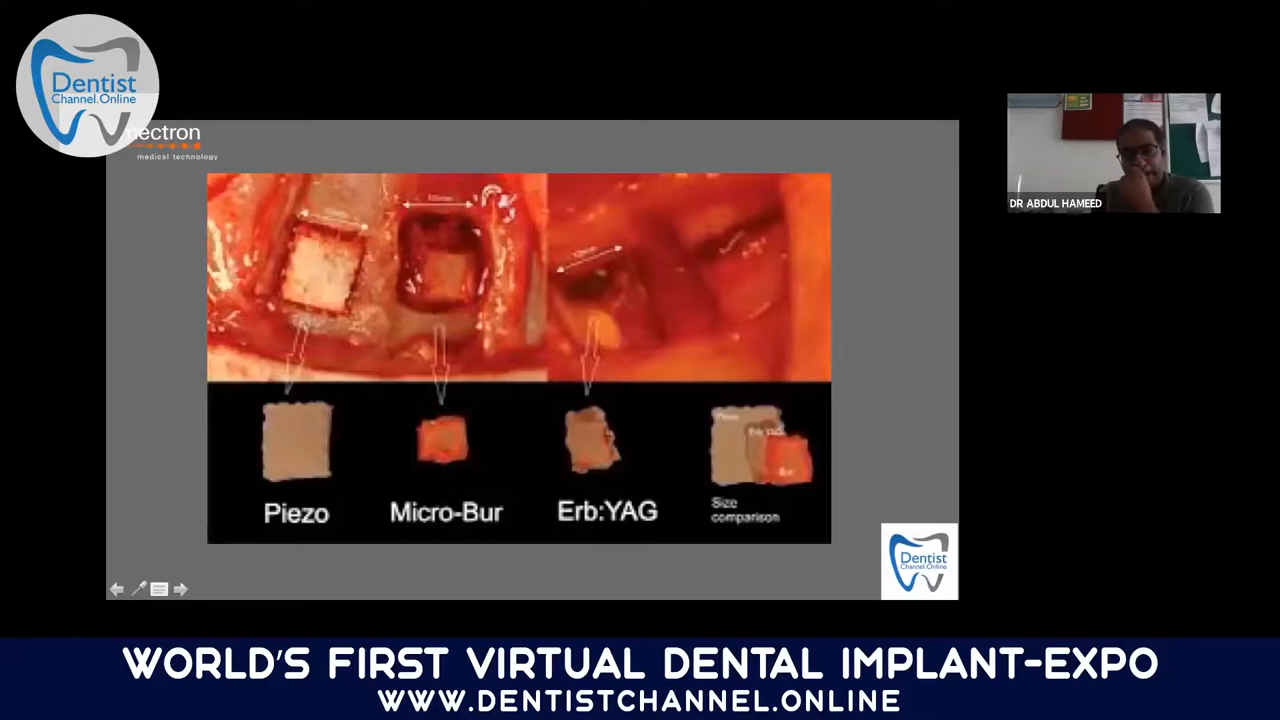 Dentist
Channel.Online
mectron
medical technology
DR ABDUL HAMEED
Piezo
Micro-Bur
Erb:YAG
Size
comparison
Dentist
Channel.Online
WORLD'S FIRST VIRTUAL DENTAL IMPLANT-EXPO
WWW.DENTISTCHANNEL.ONLINE